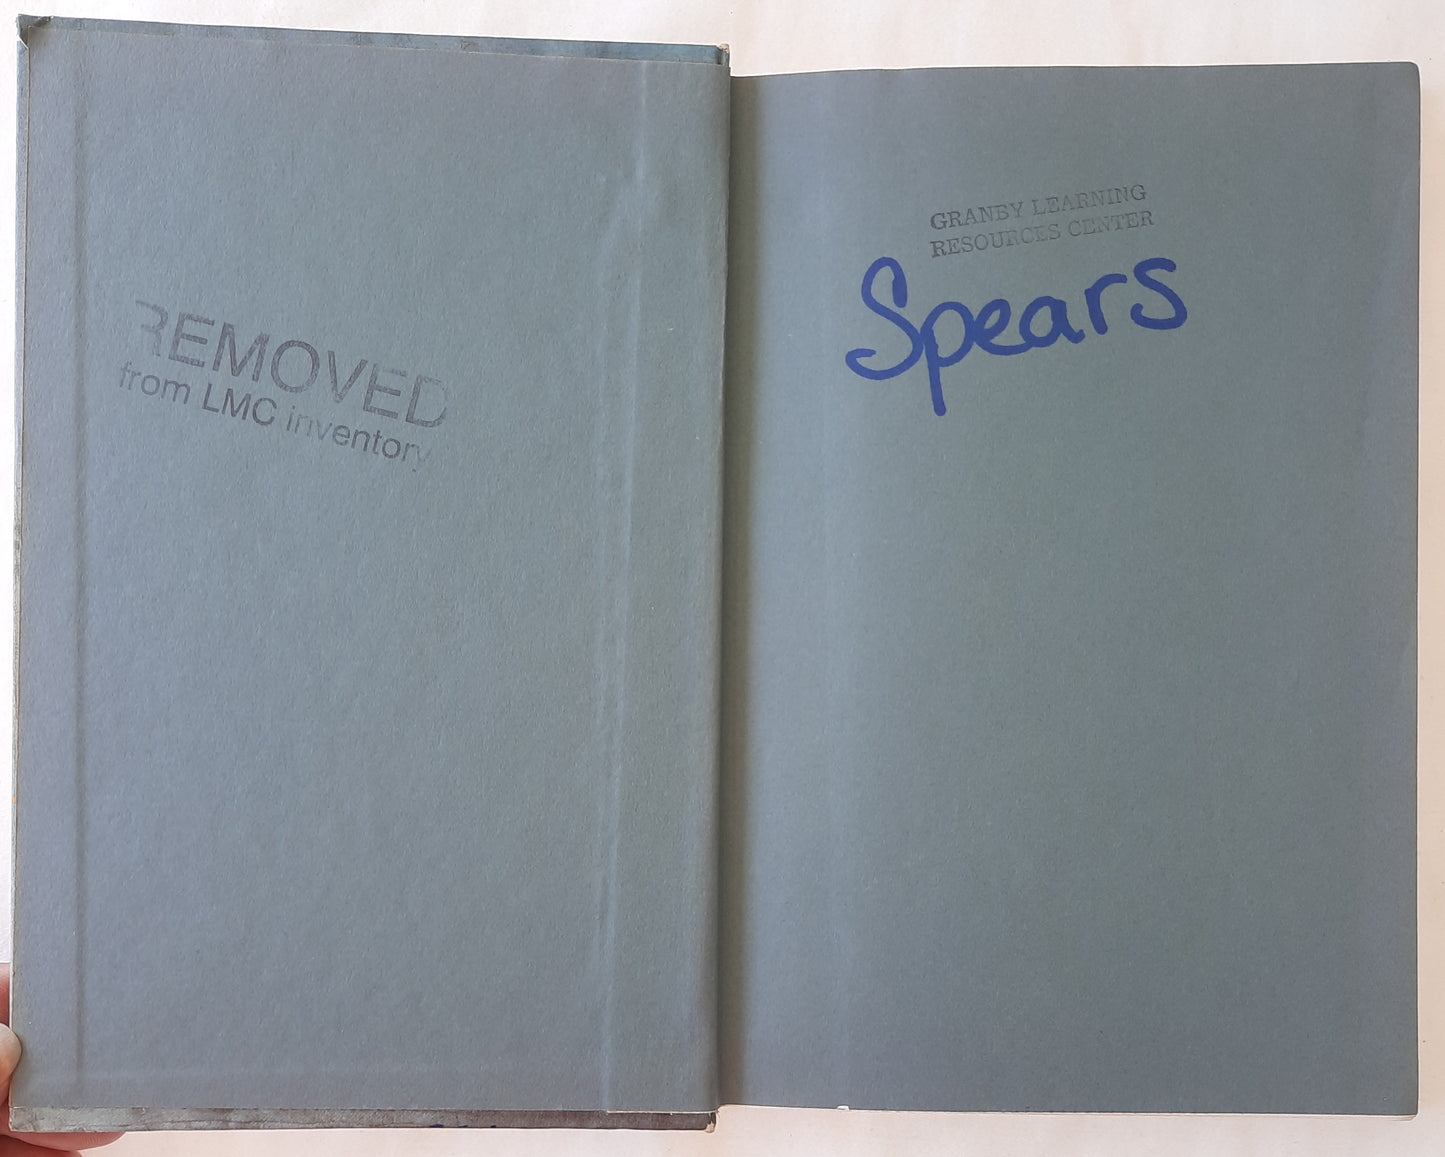 REMOVED
from LMC inventory
GRANBY LEARNING
RESOURCES CENTER
Spears